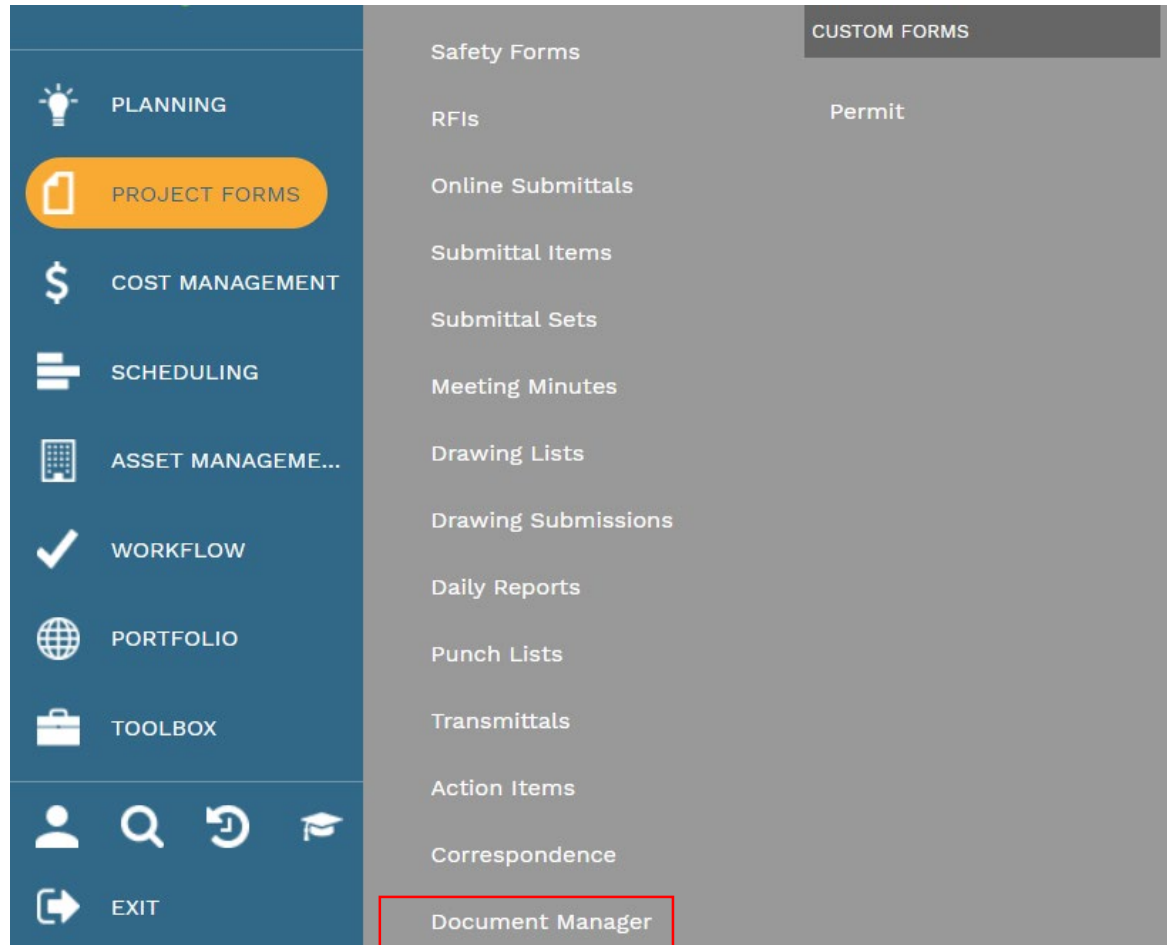 PLANNING
PROJECT FORMS
COST MANAGEMENT
SCHEDULING
ASSET MANAGEME...
WORKFLOW
PORTFOLIO
TOOLBOX
EXIT
Safety Forms
RFIs
Online Submittals
Submittal Items
Submittal Sets
Meeting Minutes
Drawing Lists
Drawing Submissions
Daily Reports
Punch Lists
Transmittals
Action Items
Correspondence
Document Manager
CUSTOM FORMS
Permit